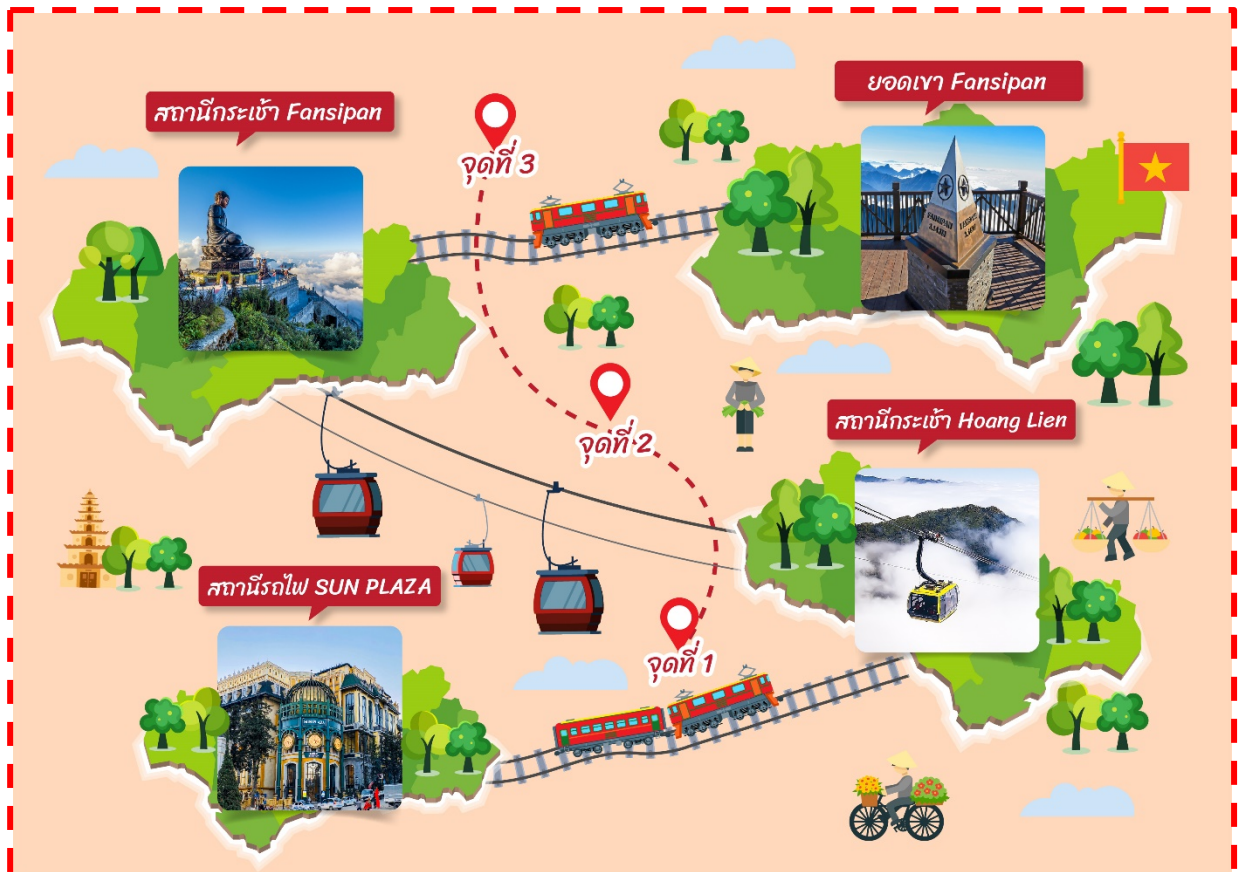 สถานีกระเช้า Fansipan
ยอดเขา Fansipan
จุดที่ 3
จุดที่ 2
สถานีกระเช้า Hoang Lien
สถานีรถไฟ SUN PLAZA
จุดที่ 1
FANSIPAN